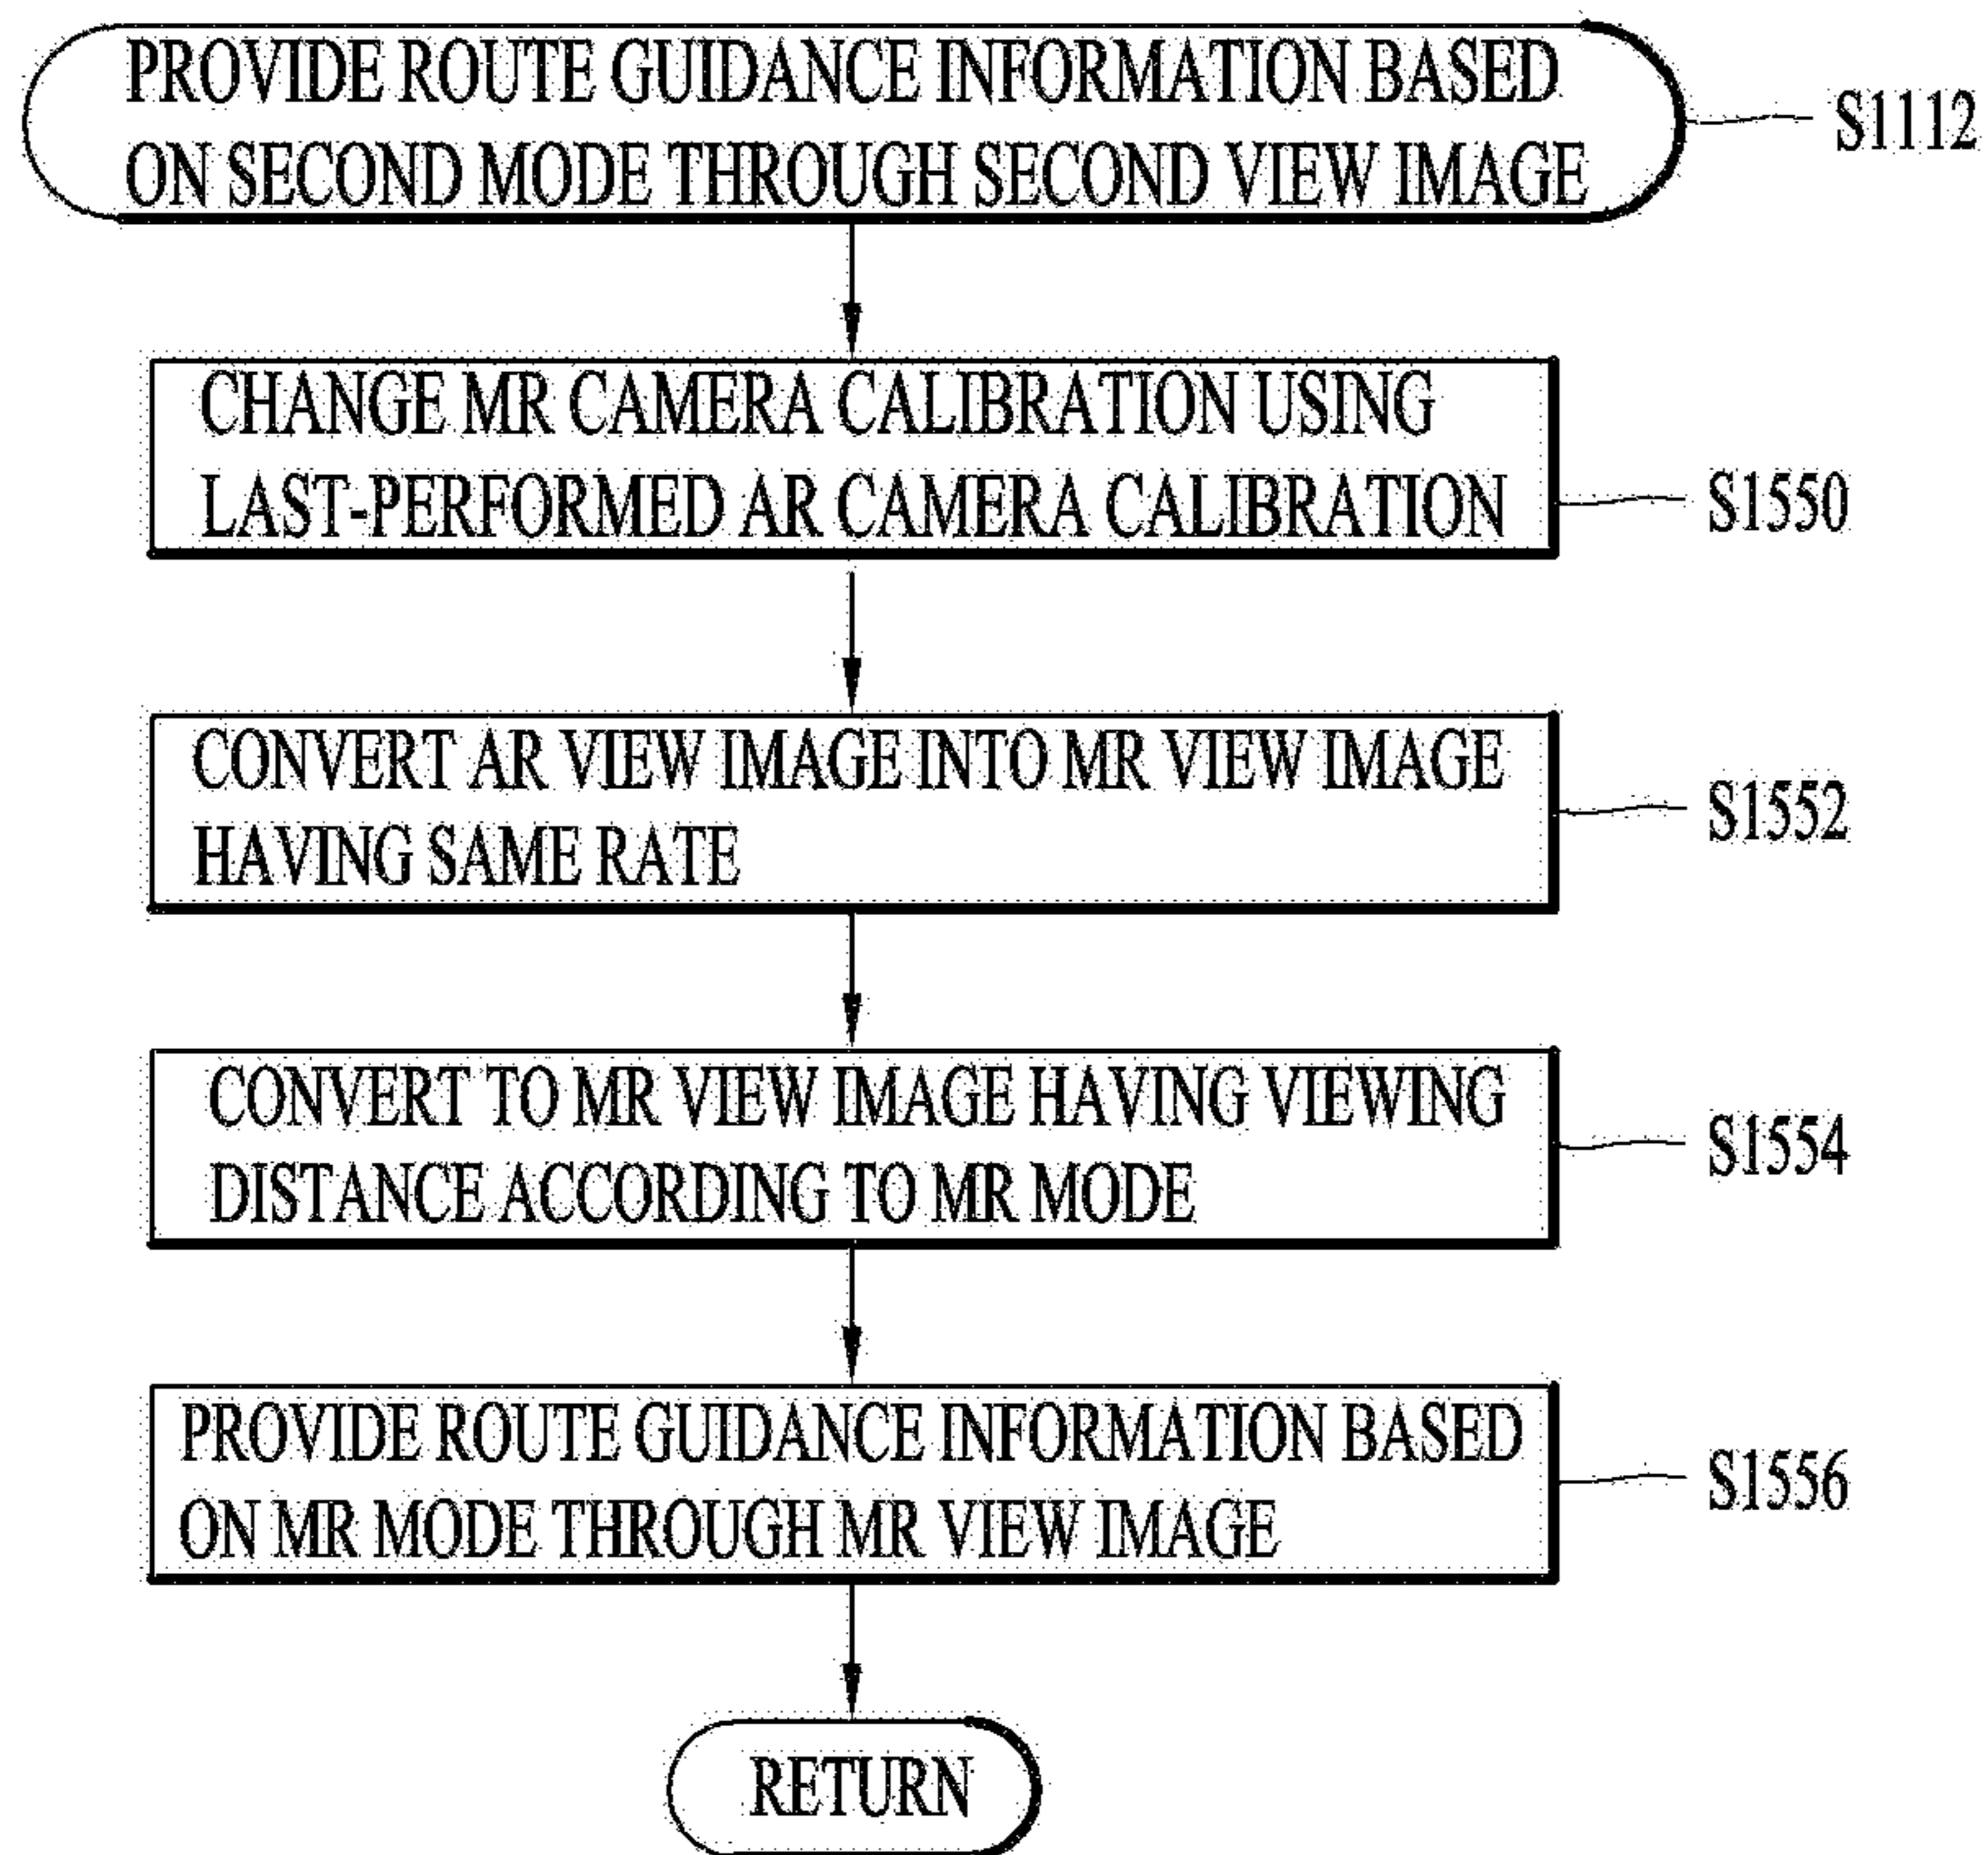 PROVIDE ROUTE GUIDANCE INFORMATION BASED
ON SECOND MODE THROUGH SECOND VIEW IMAGE
S1112
CHANGE MR CAMERA CALIBRATION USING
LAST-PERFORMED AR CAMERA CALIBRATION
S1550
CONVERT AR VIEW IMAGE INTO MR VIEW IMAGE
HAVING SAME RATE
S1552
CONVERT TO MR VIEW IMAGE HAVING VIEWING
DISTANCE ACCORDING TO MR MODE
S1554
PROVIDE ROUTE GUIDANCE INFORMATION BASED
ON MR MODE THROUGH MR VIEW IMAGE
S1556
RETURN